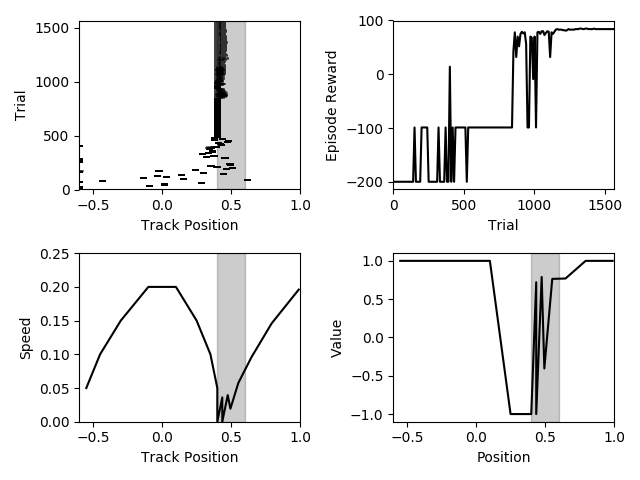 1500
1000
500
0
Trial
−0.5 0.0 0.5 1.0
Track Position
100
0
−100
−200
Episode Reward
0 500 1000 1500
Trial
0.25
0.20
0.15
0.10
0.05
0.00
Speed
−0.5 0.0 0.5 1.0
Track Position
1.0
0.5
0.0
−0.5
−1.0
Value
−0.5 0.0 0.5 1.0
Position